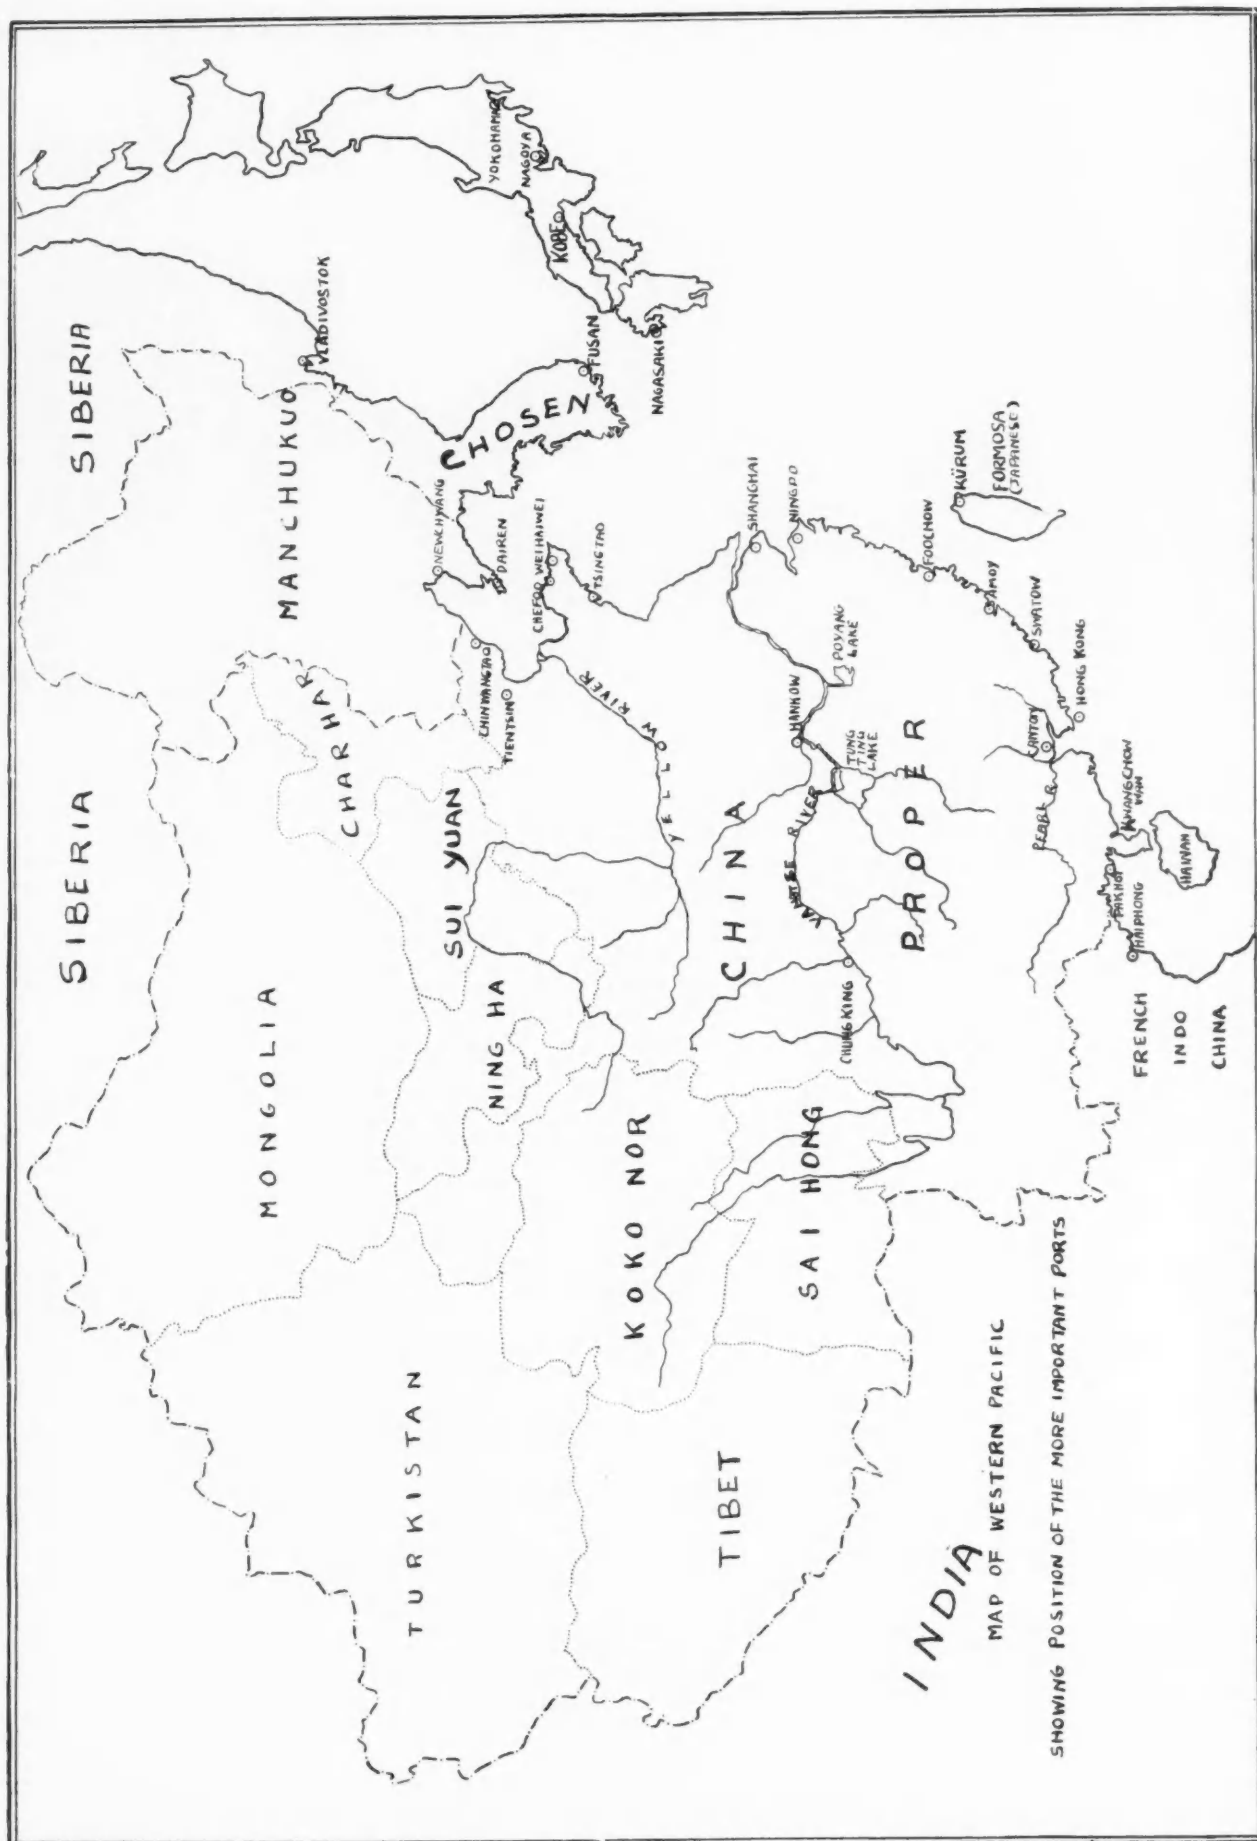 SIBERIA
SIBERIA
MONGOLIA
MANCHUKUO
CHARHAR
SUI YUAN
NING HA
TURKISTAN
KOKO NOR
TIBET
SAI HONG
CHINA
PROPER
INDIA
CHOSEN
VLADIVOSTOK
YOKOHAMA
NAGOYA
KOBE
FUSAN
NAGASAKI
NEWCHWANG
DAIREN
CHINWANGTAO
TIENTSIN
CHEFOO
WEIHAIWEI
TSINGTAO
YELLOW RIVER
SHANGHAI
NINGPO
HANKOW
POYANG
LAKE
TUNG
TING
LAKE
YANGTSE RIVER
CHUNGKING
FOOCHOW
AMOY
SWATOW
HONG KONG
CANTON
PEARL R
KWANGCHOW
WAN
PAKHOI
HAIPHONG
HAINAN
KÜRUM
FORMOSA
(JAPANESE)
FRENCH
INDO
CHINA
MAP OF WESTERN PACIFIC
SHOWING POSITION OF THE MORE IMPORTANT PORTS